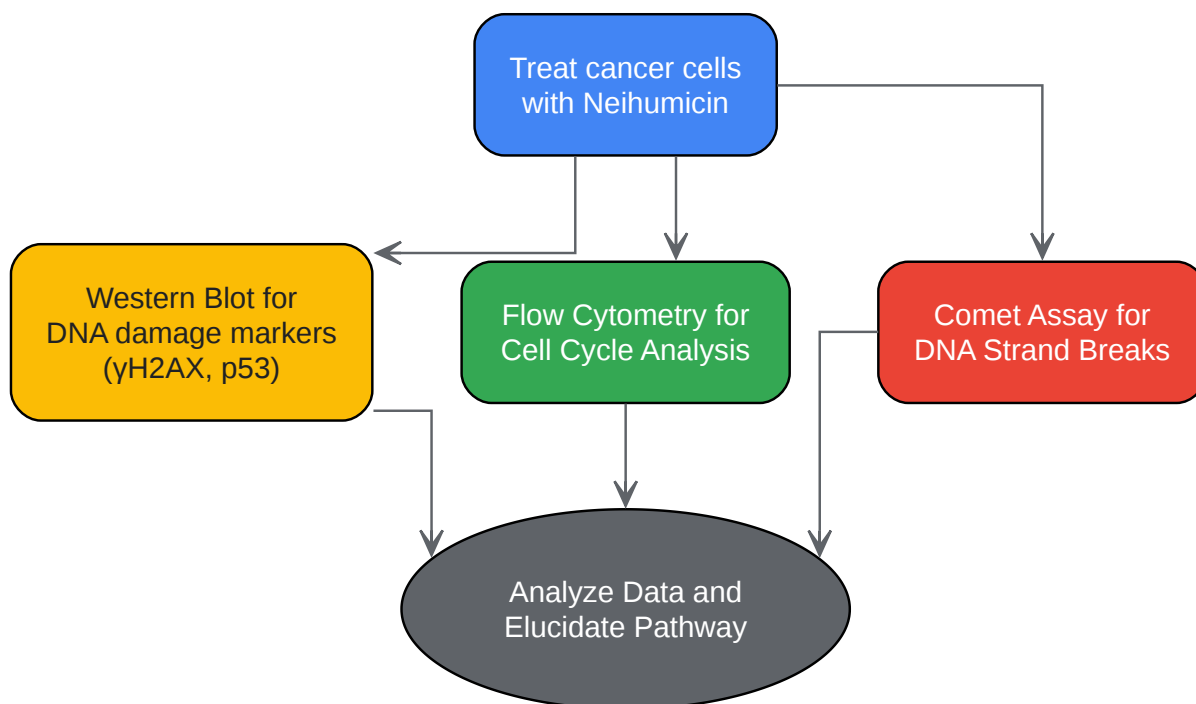 Treat cancer cells
with Neihumicin
Western Blot for
DNA damage markers
(γH2AX, p53)
Flow Cytometry for
Cell Cycle Analysis
Comet Assay for
DNA Strand Breaks
Analyze Data and
Elucidate Pathway